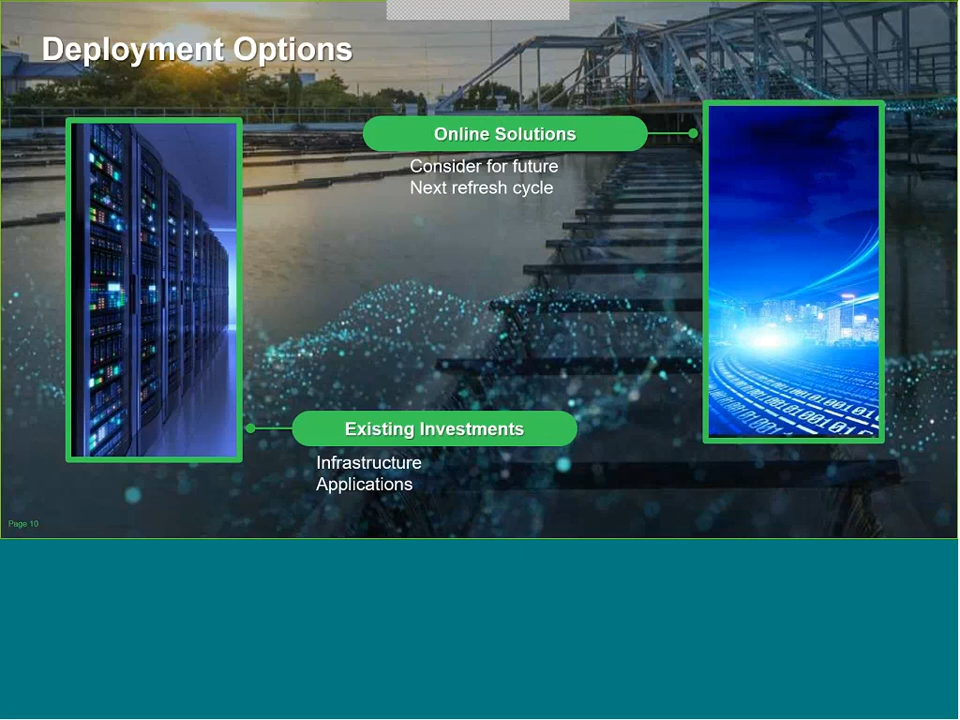 Deployment Options
Online Solutions
Consider for future
Next refresh cycle
Existing Investments
Infrastructure
Applications
Page 10